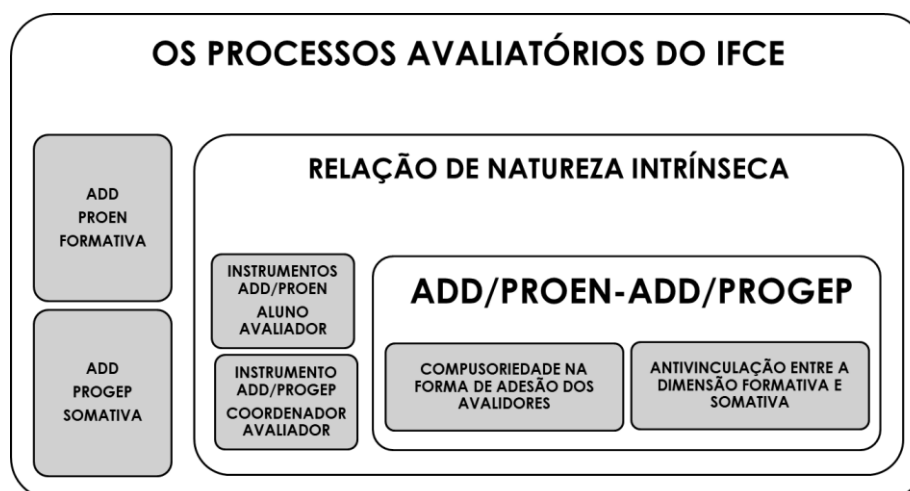 OS PROCESSOS AVALIATÓRIOS DO IFCE
ADD
PROEN
FORMATIVA
ADD
PROGEP
SOMATIVA
RELAÇÃO DE NATUREZA INTRÍNSECA
INSTRUMENTOS
ADD/PROEN
ALUNO
AVALIADOR
INSTRUMENTO
ADD/PROGEP
COORDENADOR
AVALIADOR
ADD/PROEN-ADD/PROGEP
COMPUSORIEDADE NA
FORMA DE ADESÃO DOS
AVALIDORES
ANTIVINCULAÇÃO ENTRE A
DIMENSÃO FORMATIVA E
SOMATIVA